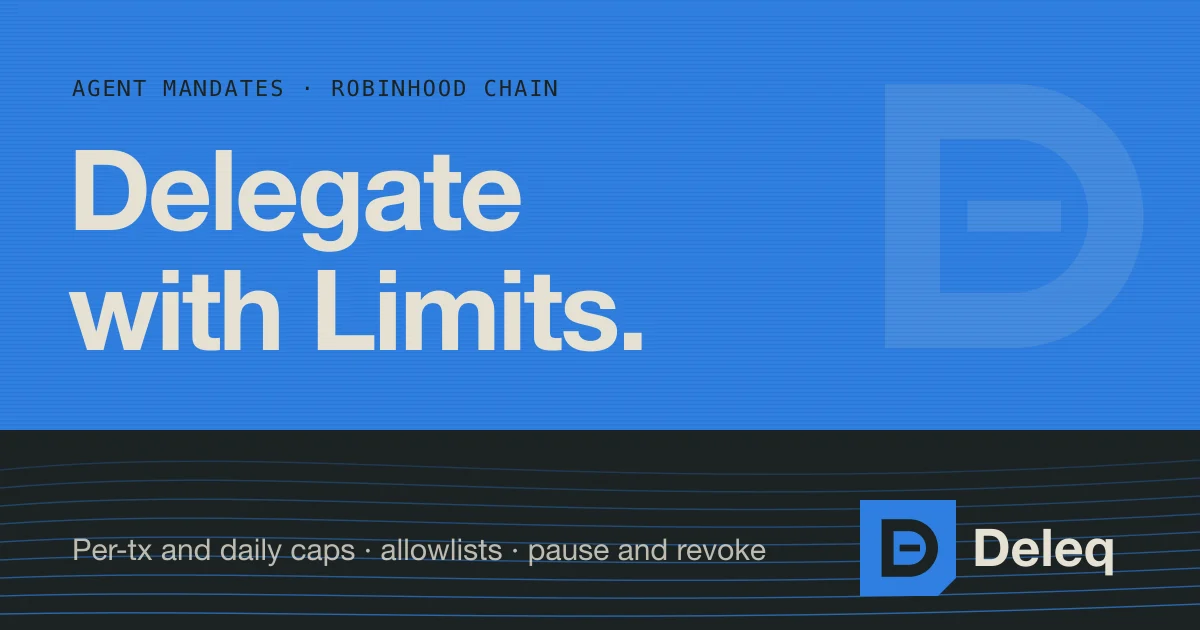 AGENT MANDATES · ROBINHOOD CHAIN
Delegate
with Limits.
Per-tx and daily caps · allowlists · pause and revoke
Deleq